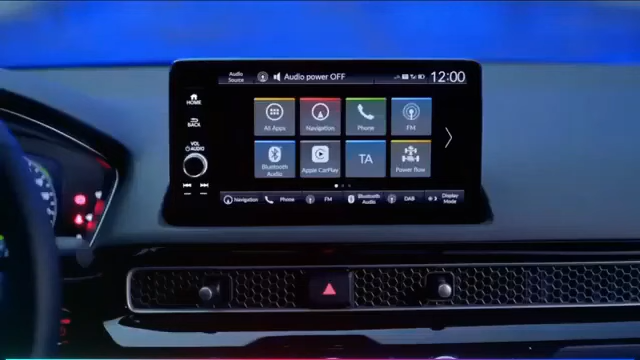 Audio Source
Audio power OFF
12:00
HOME
BACK
VOL
AUDIO
All Apps
Navigation
Phone
FM
Bluetooth Audio
Apple CarPlay
TA
Power flow
Navigation
Phone
FM
Bluetooth Audio
DAB
Display Mode